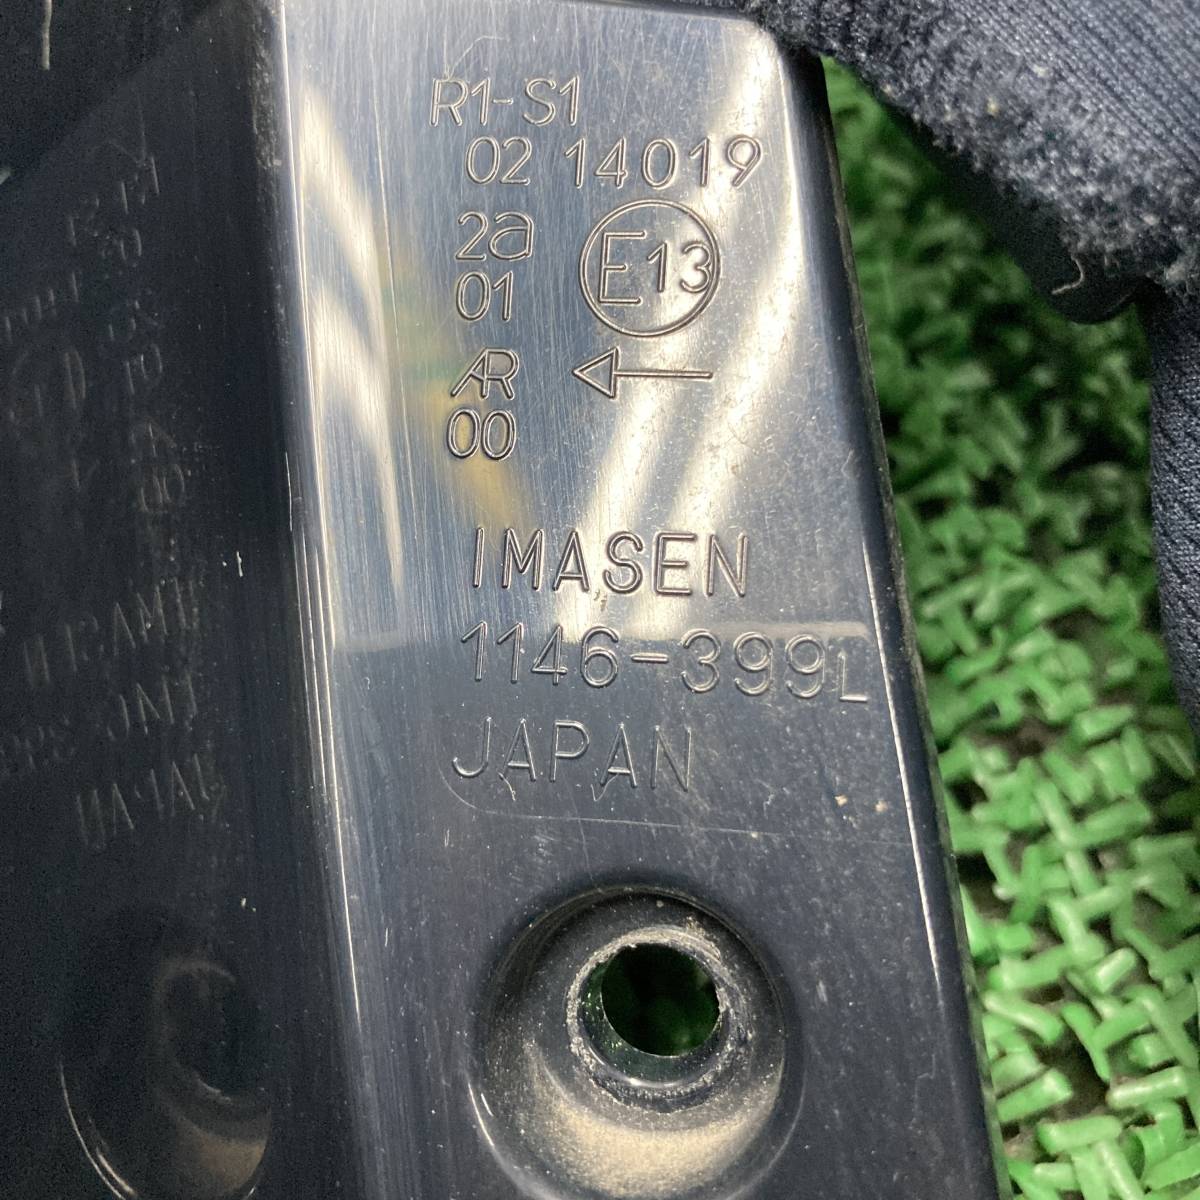 R1-S1
02 14019
2a E13
01
AR ←
00
IMASEN
1146-399L
JAPAN